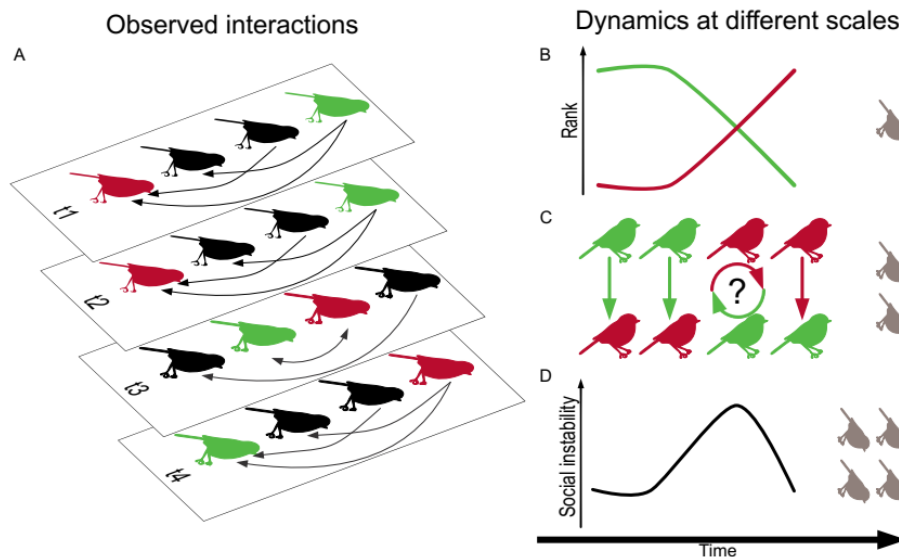 Observed interactions
A
t1
t2
t3
t4
Dynamics at different scales
B
Rank
C
?
D
Social instability
Time